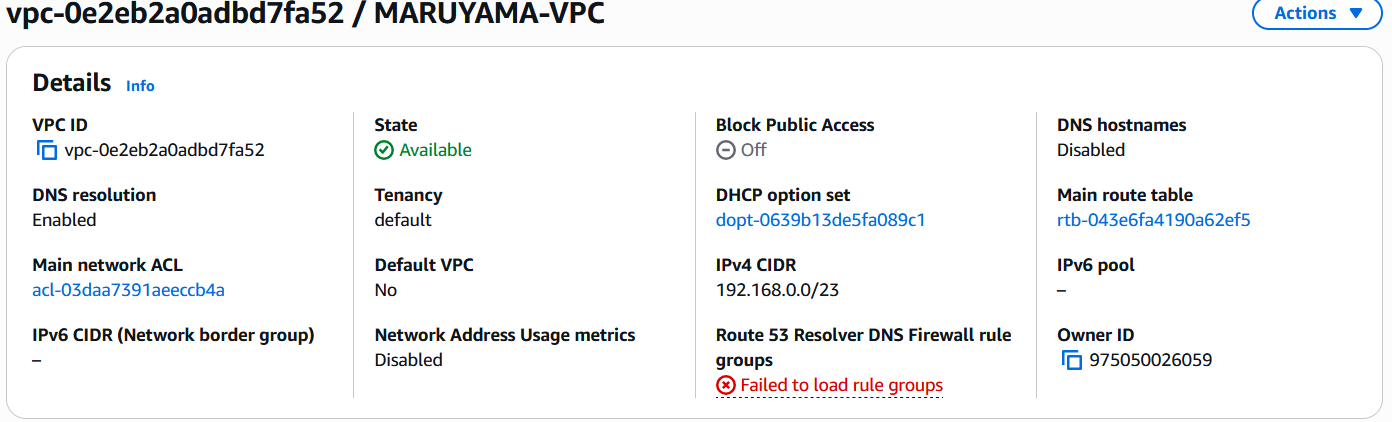 vpc-0e2eb2a0adbd7fa52 / MARUYAMA-VPC
Actions
Details Info
VPC ID
vpc-0e2eb2a0adbd7fa52
State
Available
Block Public Access
Off
DNS hostnames
Disabled
DNS resolution
Enabled
Tenancy
default
DHCP option set
dopt-0639b13de5fa089c1
Main route table
rtb-043e6fa4190a62ef5
Main network ACL
acl-03daa7391aeeccb4a
Default VPC
No
IPv4 CIDR
192.168.0.0/23
IPv6 pool
–
IPv6 CIDR (Network border group)
–
Network Address Usage metrics
Disabled
Route 53 Resolver DNS Firewall rule
groups
Failed to load rule groups
Owner ID
975050026059